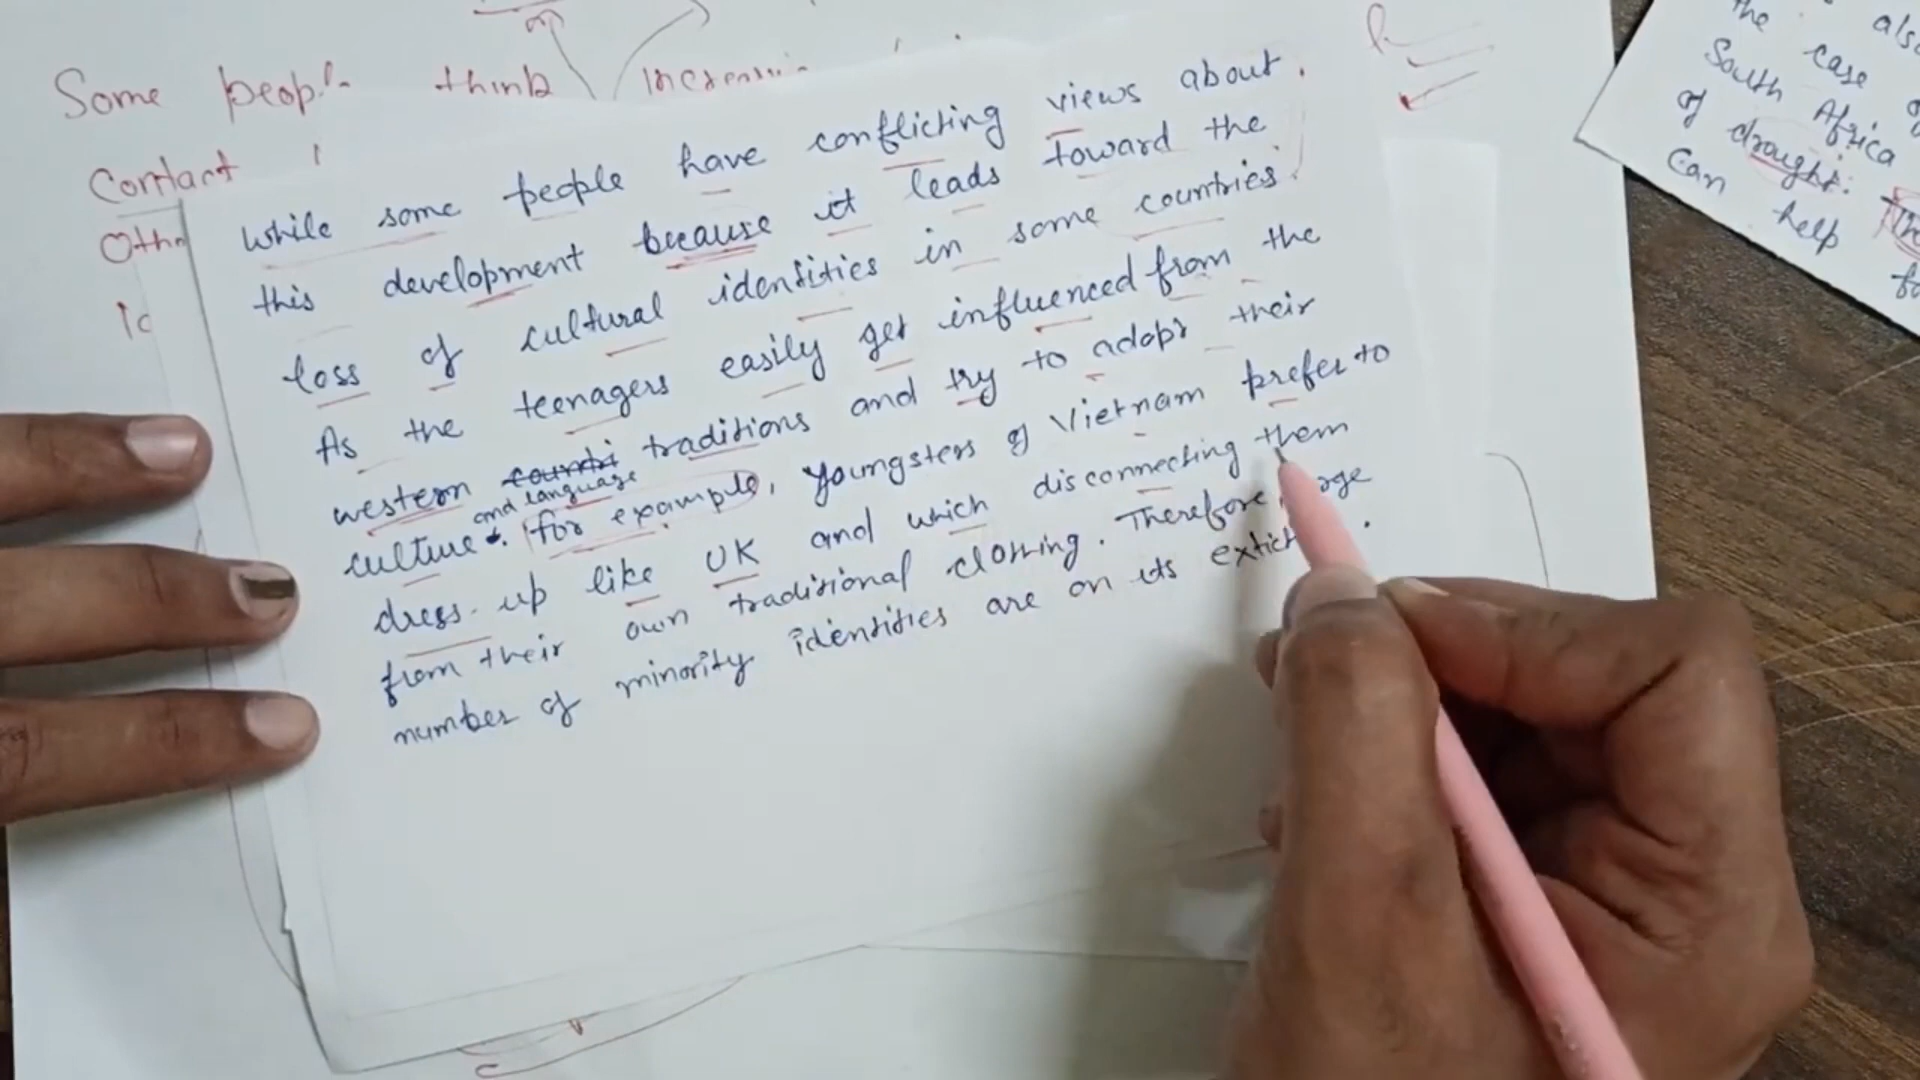 Some people think
Contact
while some people have conflicting views about.
this development because it leads toward the
loss of cultural identities in some countries.
As the teenagers easily get influenced from the
western countri traditions and try to adopt their
and language
culture. for example, youngsters of Vietnam prefer to
dress up like UK and which disconnecting them
from their own traditional clothing. Therefore
number of minority identities are on its
also
the case
South Africa
of draught.
can help